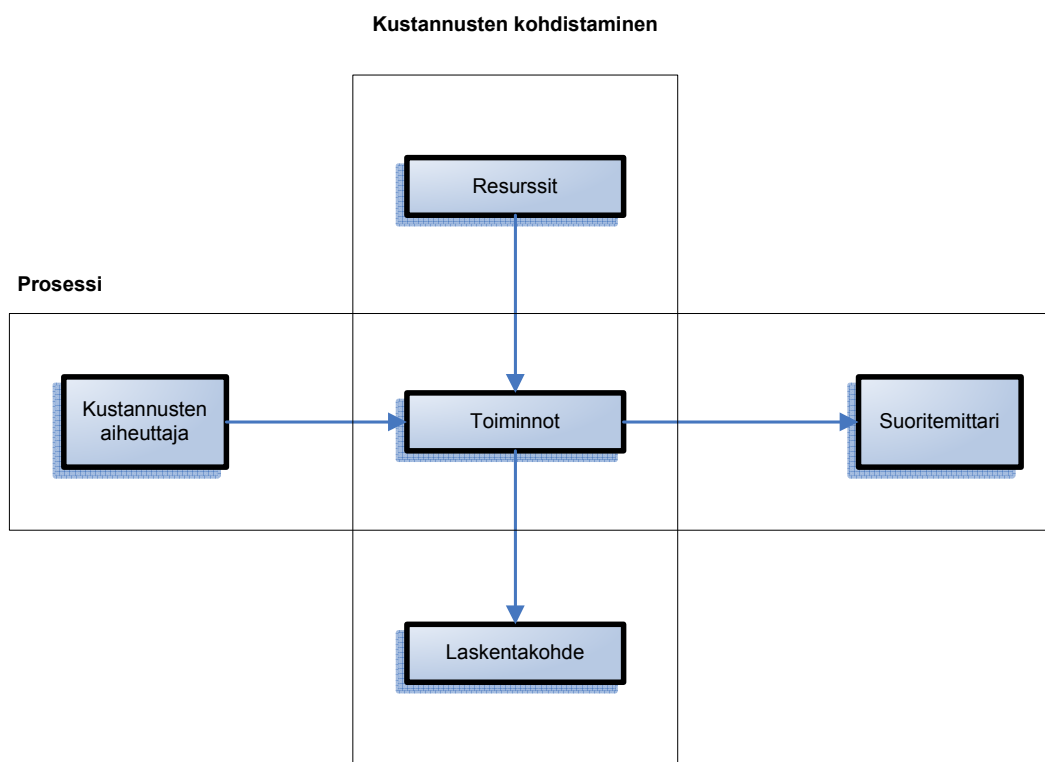 Kustannusten kohdistaminen
Resurssit
Prosessi
Kustannusten
aiheuttaja
Toiminnot
Suoritemittari
Laskentakohde